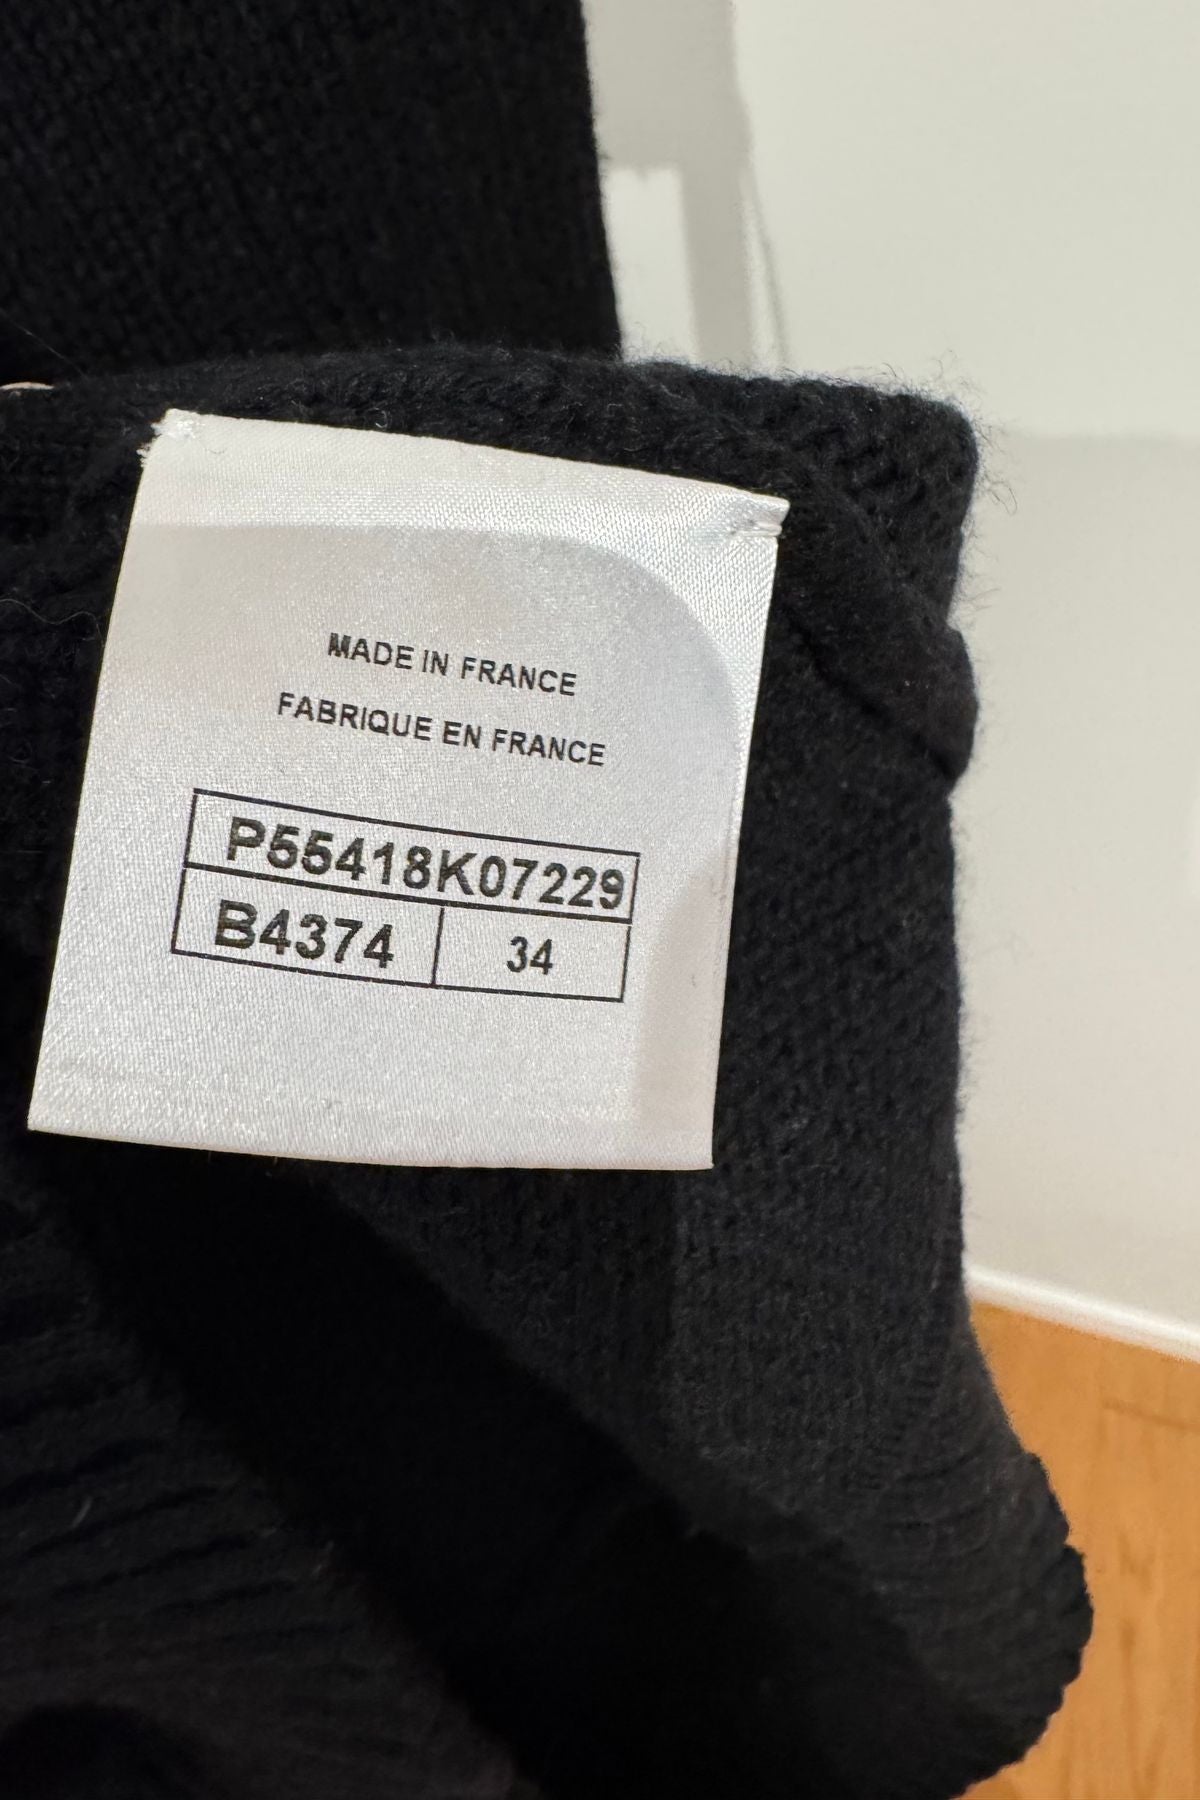 MADE IN FRANCE
FABRIQUE EN FRANCE
P55418K07229
B4374 34